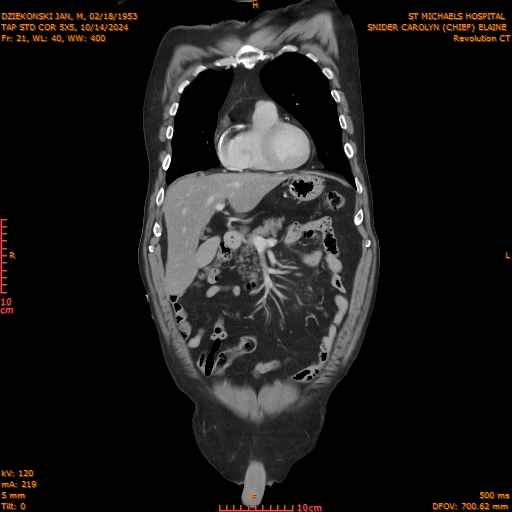 H
DZIEKONSKI JAN, M, 02/18/1953
TAP STD COR 5X5, 10/14/2024
Fr: 21, WL: 40, WW: 400
ST MICHAELS HOSPITAL
SNIDER CAROLYN (CHIEF) ELAINE
Revolution CT
R
L
10
cm
kV: 120
mA: 219
5 mm
Tilt: 0
F
10cm
500 ms
DFOV: 700.62 mm